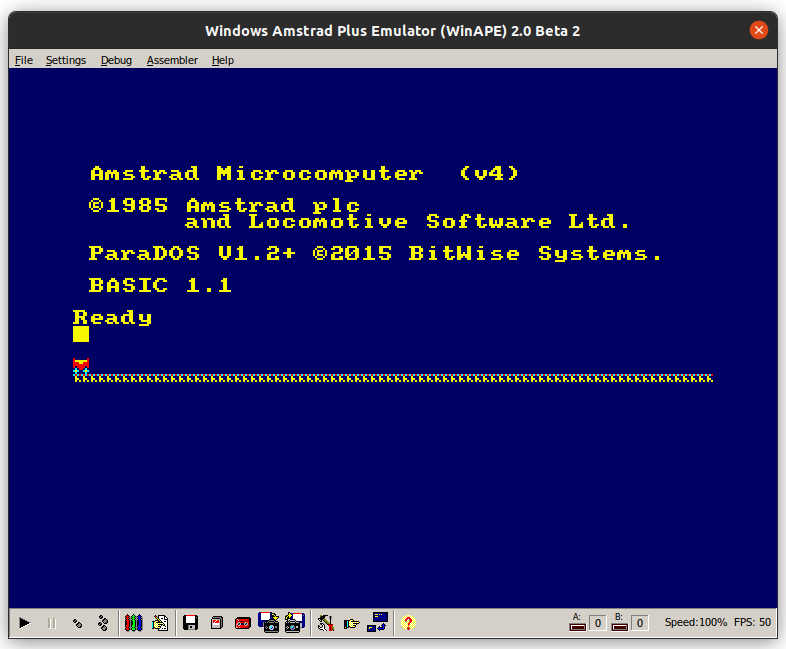 Windows Amstrad Plus Emulator (WinAPE) 2.0 Beta 2
File Settings Debug Assembler Help
Amstrad Microcomputer (v4)
©1985 Amstrad plc
and Locomotive Software Ltd.
ParaDOS V1.2+ ©2015 BitWise Systems.
BASIC 1.1
Ready
A: 0 B: 0 Speed:100% FPS: 50